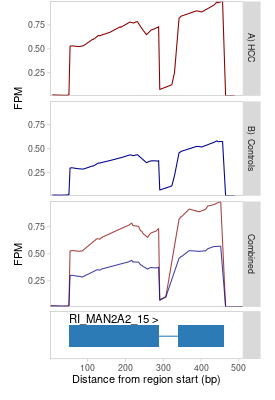 0.75
0.50
0.25
A) HCC
FPM
0.75
0.50
0.25
B) Controls
0.75
0.50
0.25
Combined
FPM
RI_MAN2A2_15 >
100 200 300 400 500
Distance from region start (bp)